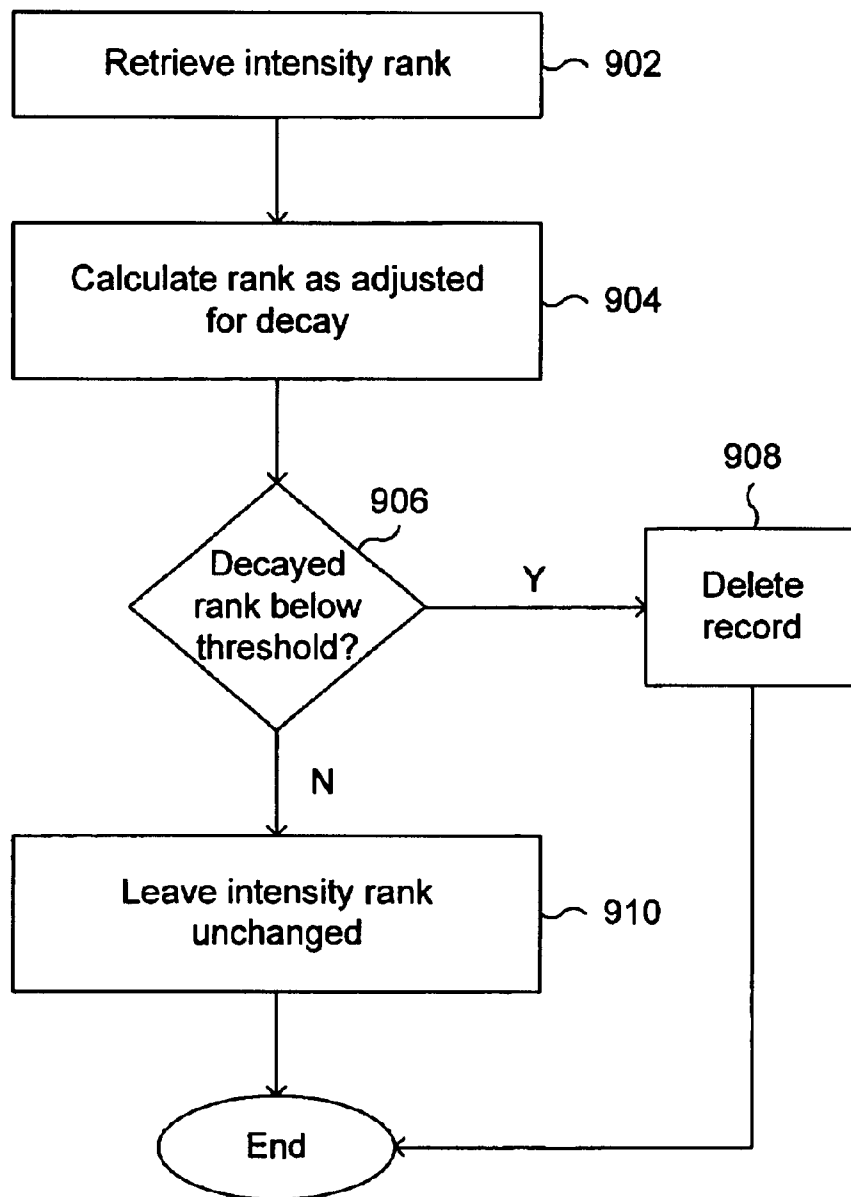 Retrieve intensity rank
902
Calculate rank as adjusted
for decay
904
906
Decayed
rank below
threshold?
Y
908
Delete
record
N
Leave intensity rank
unchanged
910
End